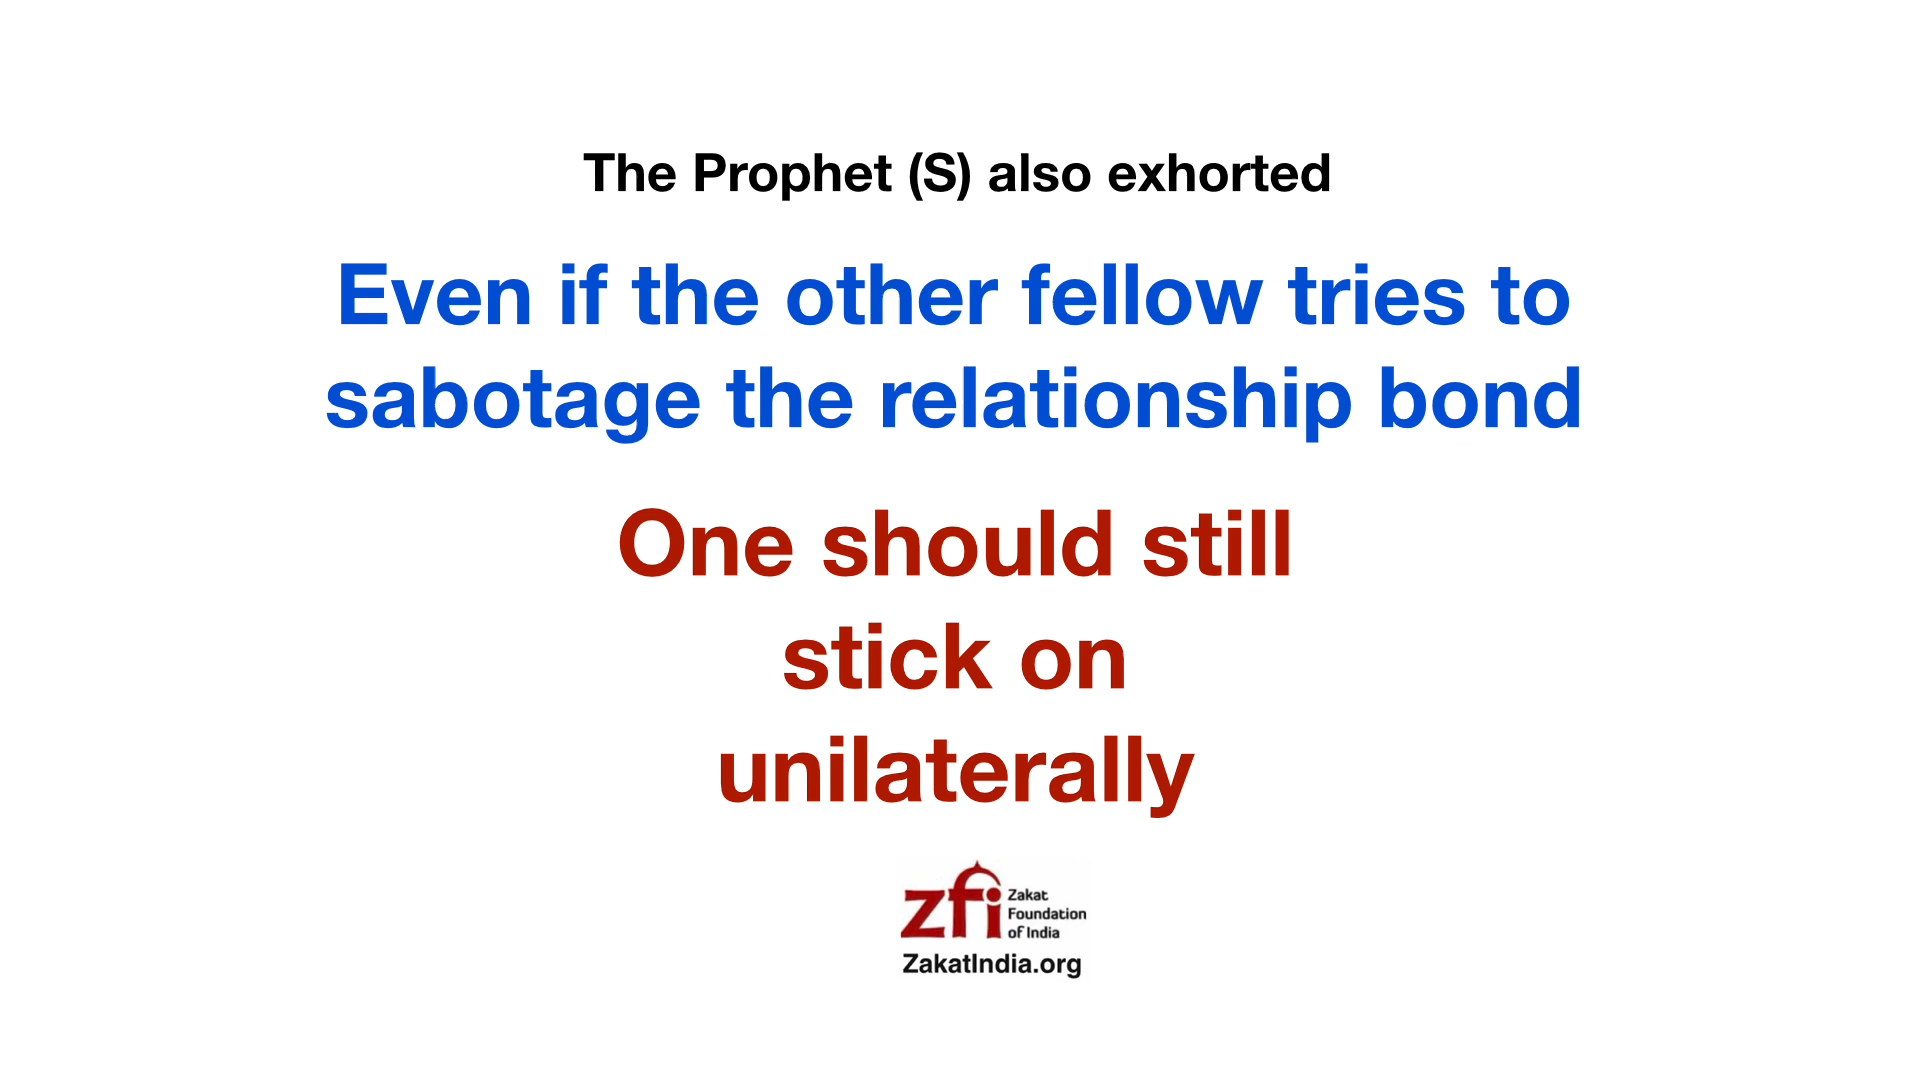 The Prophet (S) also exhorted
Even if the other fellow tries to
sabotage the relationship bond
One should still
stick on
unilaterally
zfi
Zakat
Foundation
of India
ZakatIndia.org